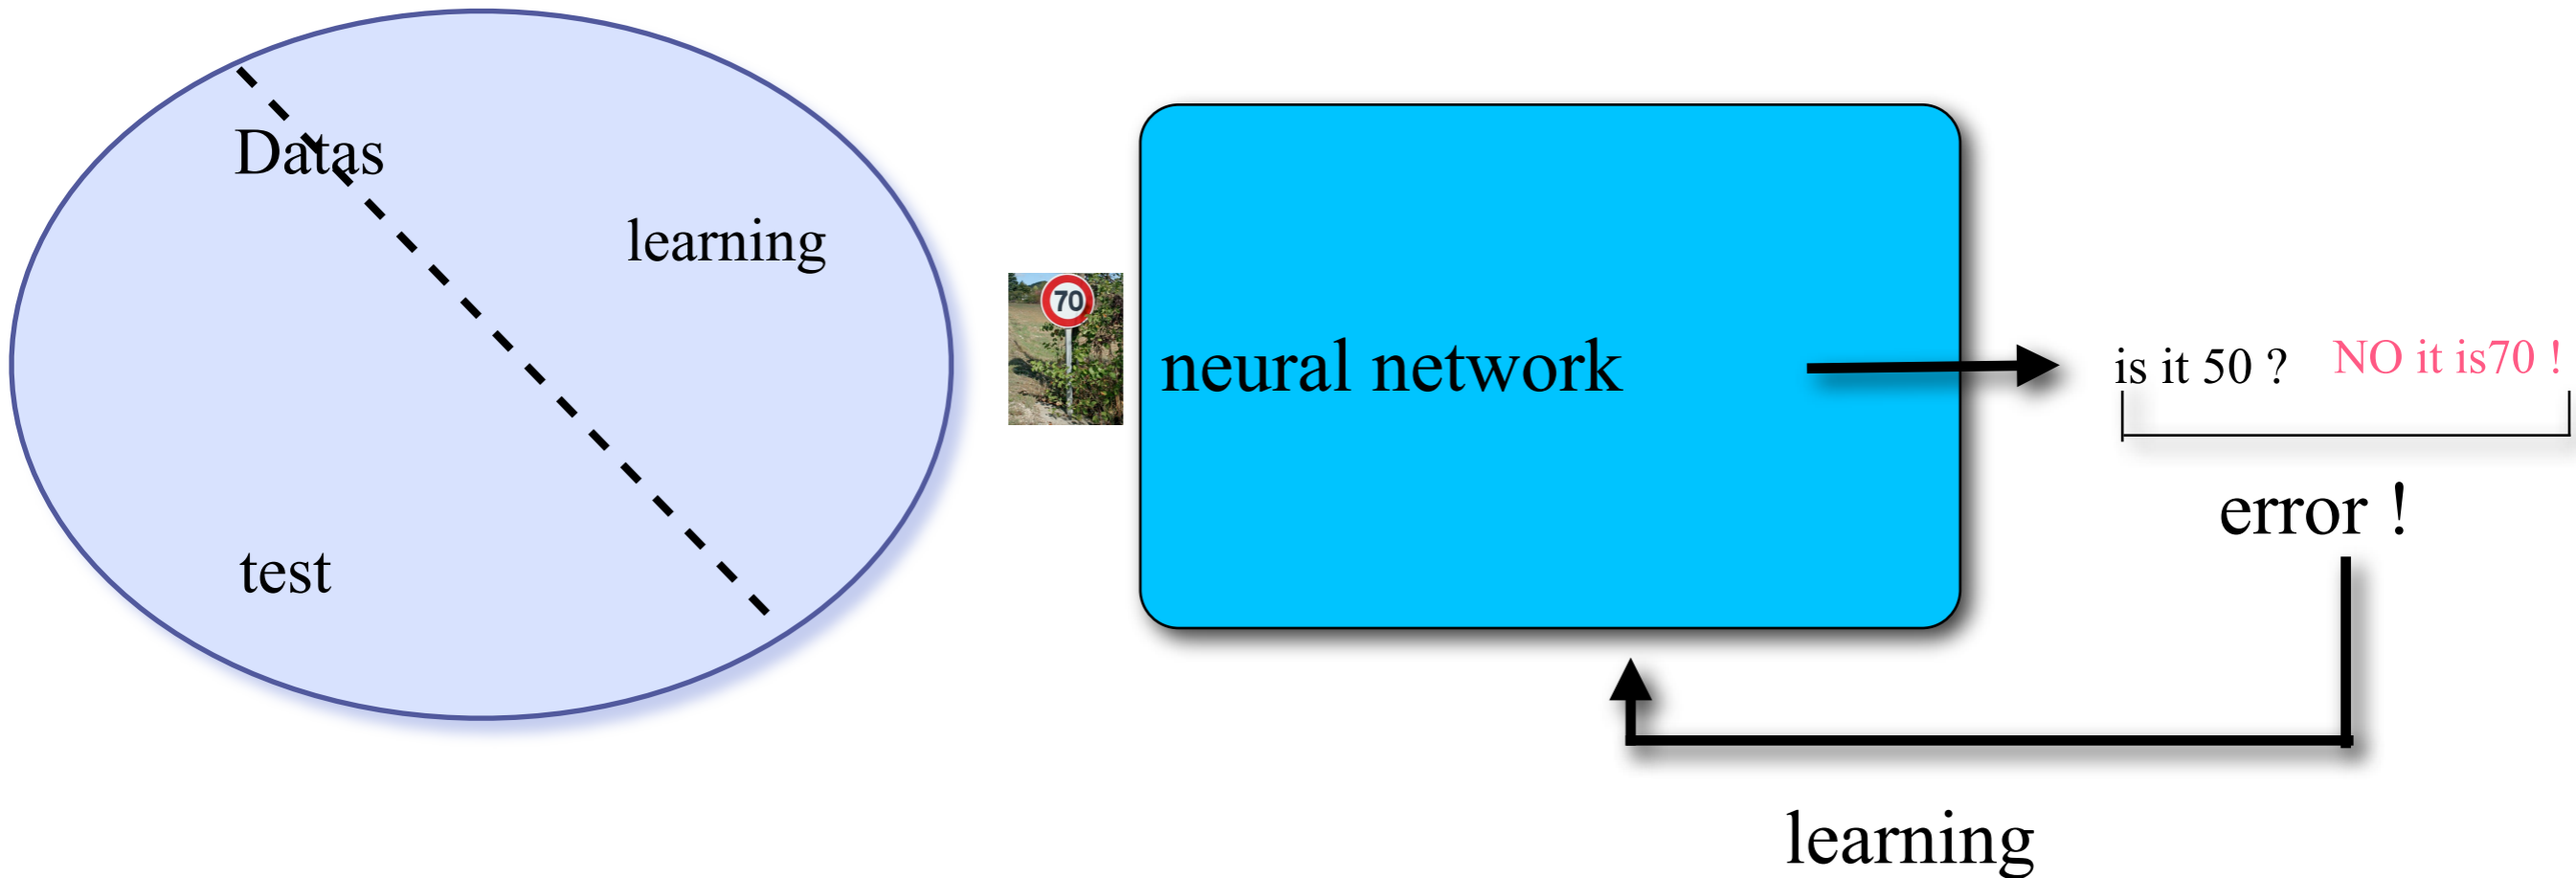 Datas
learning
test
70
neural network
is it 50 ? NO it is70 !
error !
learning